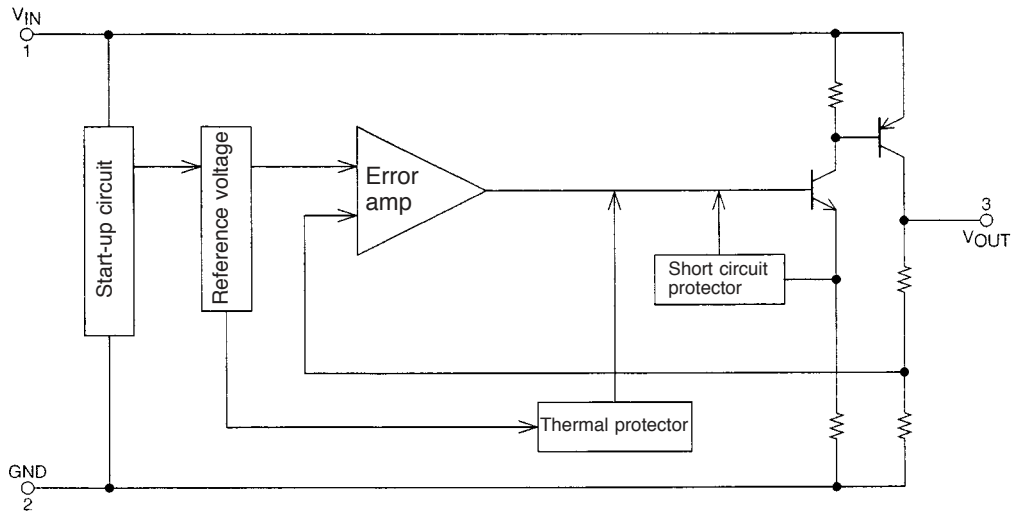 VIN
1
Start-up circuit
Reference voltage
Error
amp
Short circuit
protector
3
VOUT
Thermal protector
GND
2